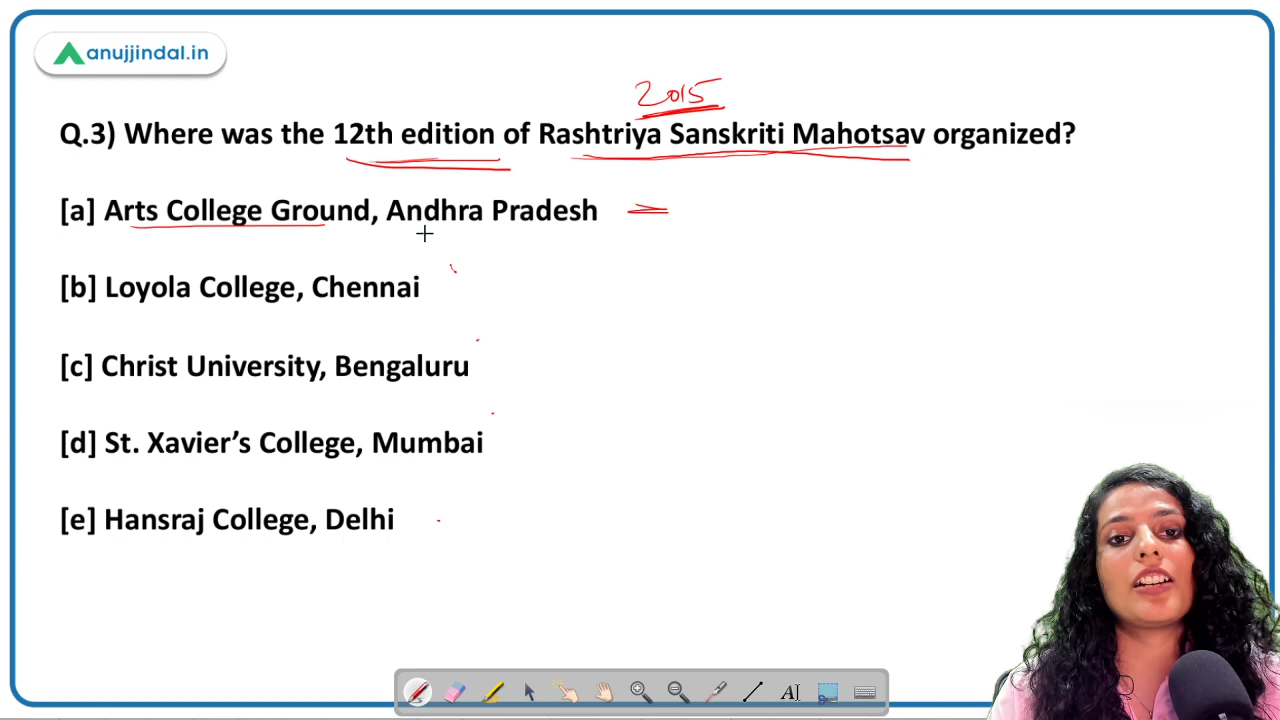 anujjindal.in
2015
Q.3) Where was the 12th edition of Rashtriya Sanskriti Mahotsav organized?
[a] Arts College Ground, Andhra Pradesh
[b] Loyola College, Chennai
[c] Christ University, Bengaluru
[d] St. Xavier’s College, Mumbai
[e] Hansraj College, Delhi
AI